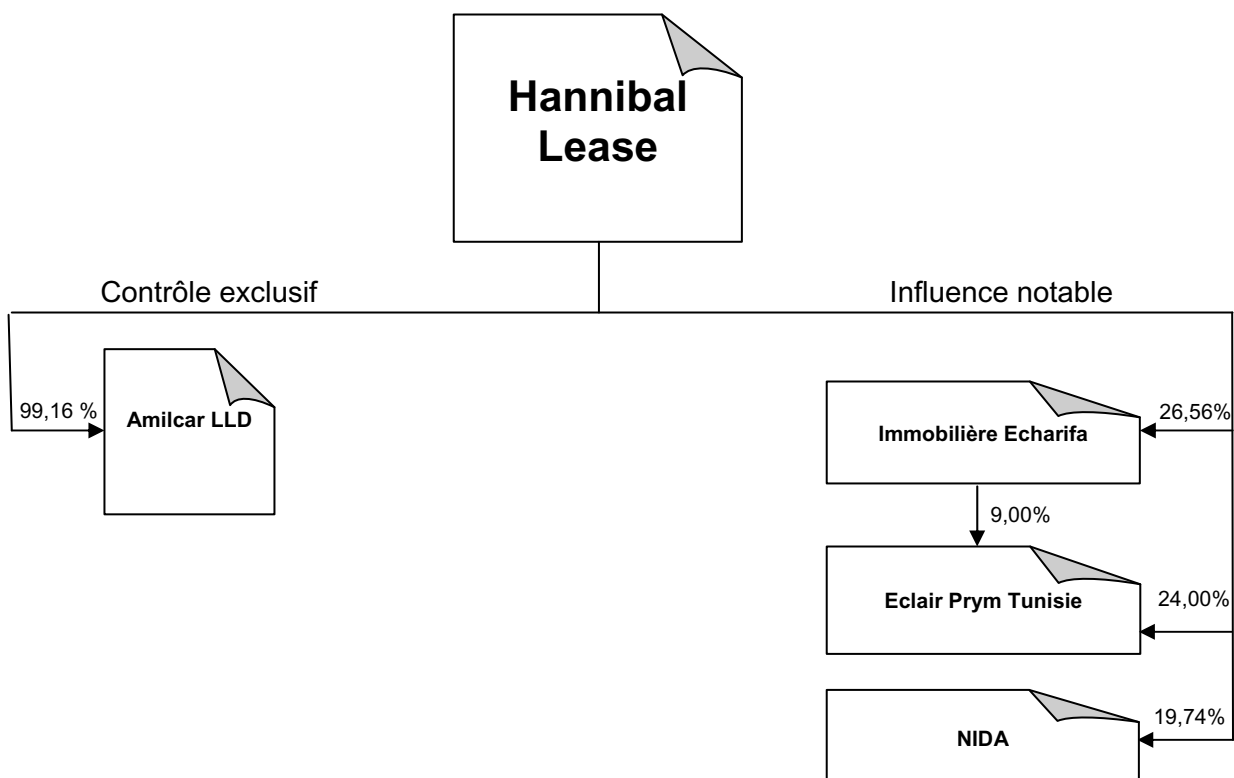 Hannibal
Lease
Contrôle exclusif
Influence notable
99,16 %
Amilcar LLD
Immobilière Echarifa
26,56%
9,00%
Eclair Prym Tunisie
24,00%
NIDA
19,74%